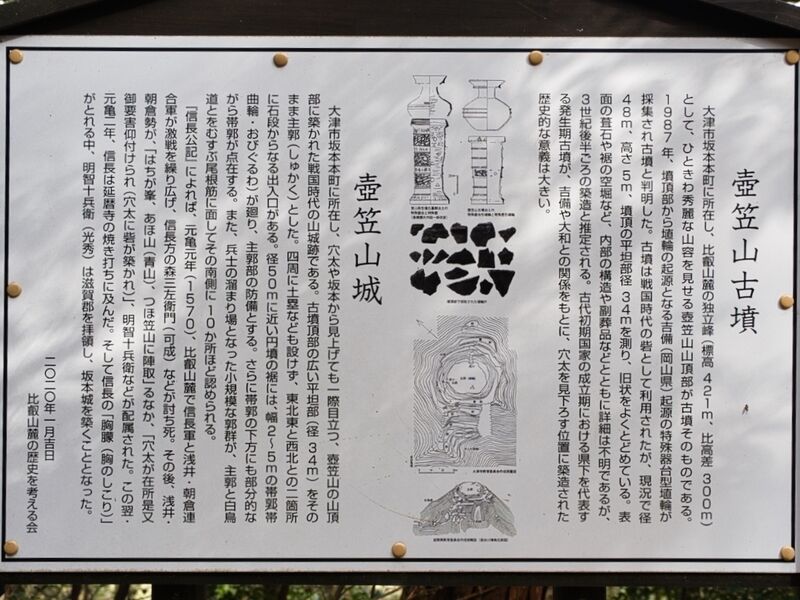 壺笠山古墳
大津市坂本本町に所在し、比叡山麓の独立峰(標高421m、比高差300m)
として、ひときわ秀麗な山容を見せる壺笠山山頂部が古墳そのものである。
1987年、墳頂部から埴輪の起源となる吉備(岡山県)起源の特殊器台型埴輪が
採集され古墳と判明した。古墳は戦国時代の砦として利用されたが、現況で径
48m、高さ5m、墳頂の平坦部径34mを測り、旧状をよくとどめている。表
面の葺石や裾の空堀など、内部の構造や副葬品などとともに詳細は不明であるが、
3世紀後半ごろの築造と推定される。古代初期国家の成立期における県下を代表す
る発生期古墳が、吉備や大和との関係をもとに、穴太を見下ろす位置に築造された
歴史的な意義は大きい。
壺笠山城
大津市坂本本町に所在し、穴太や坂本から見上げても一際目立つ、壺笠山の山頂
部に築かれた戦国時代の山城跡である。古墳頂部の広い平坦部(径34m)をその
まま主郭(しゅかく)とした。四周に土塁なども設けず、東北東と西北との二箇所
に石段からなる出入口がある。径50mに近い円墳の裾には、幅2~5mの帯郭帯
曲輪・おびぐるわ)が廻り、主郭部の防備とする。さらに帯郭の下方にも部分的な
がら帯郭が点在する。また、兵士の溜まり場となった小規模な郭群が、主郭と白鳥
道とをむすぶ尾根筋に面してその南側に10か所ほど認められる。
『信長公記』によれば、元亀元年(1570)、比叡山麓で信長軍と浅井・朝倉連
合軍が激戦を繰り広げ、信長方の森三左衛門(可成)などが討ち死。その後、浅井・
朝倉勢が、「はちが峯、あほ山(青山)、つほ笠山に陣取」るなか、「穴太が在所是又
御要害仰付けられ(穴太に砦が築かれ)」、明智十兵衛などが配属された。この翌・
元亀二年、信長は延暦寺の焼き打ちに及んだ。そして信長の「胸朦(胸のしこり)」
がとれる中、明智十兵衛(光秀)は滋賀郡を拝領し、坂本城を築くこととなった。
二〇二〇年一月吉日
比叡山麓の歴史を考える会